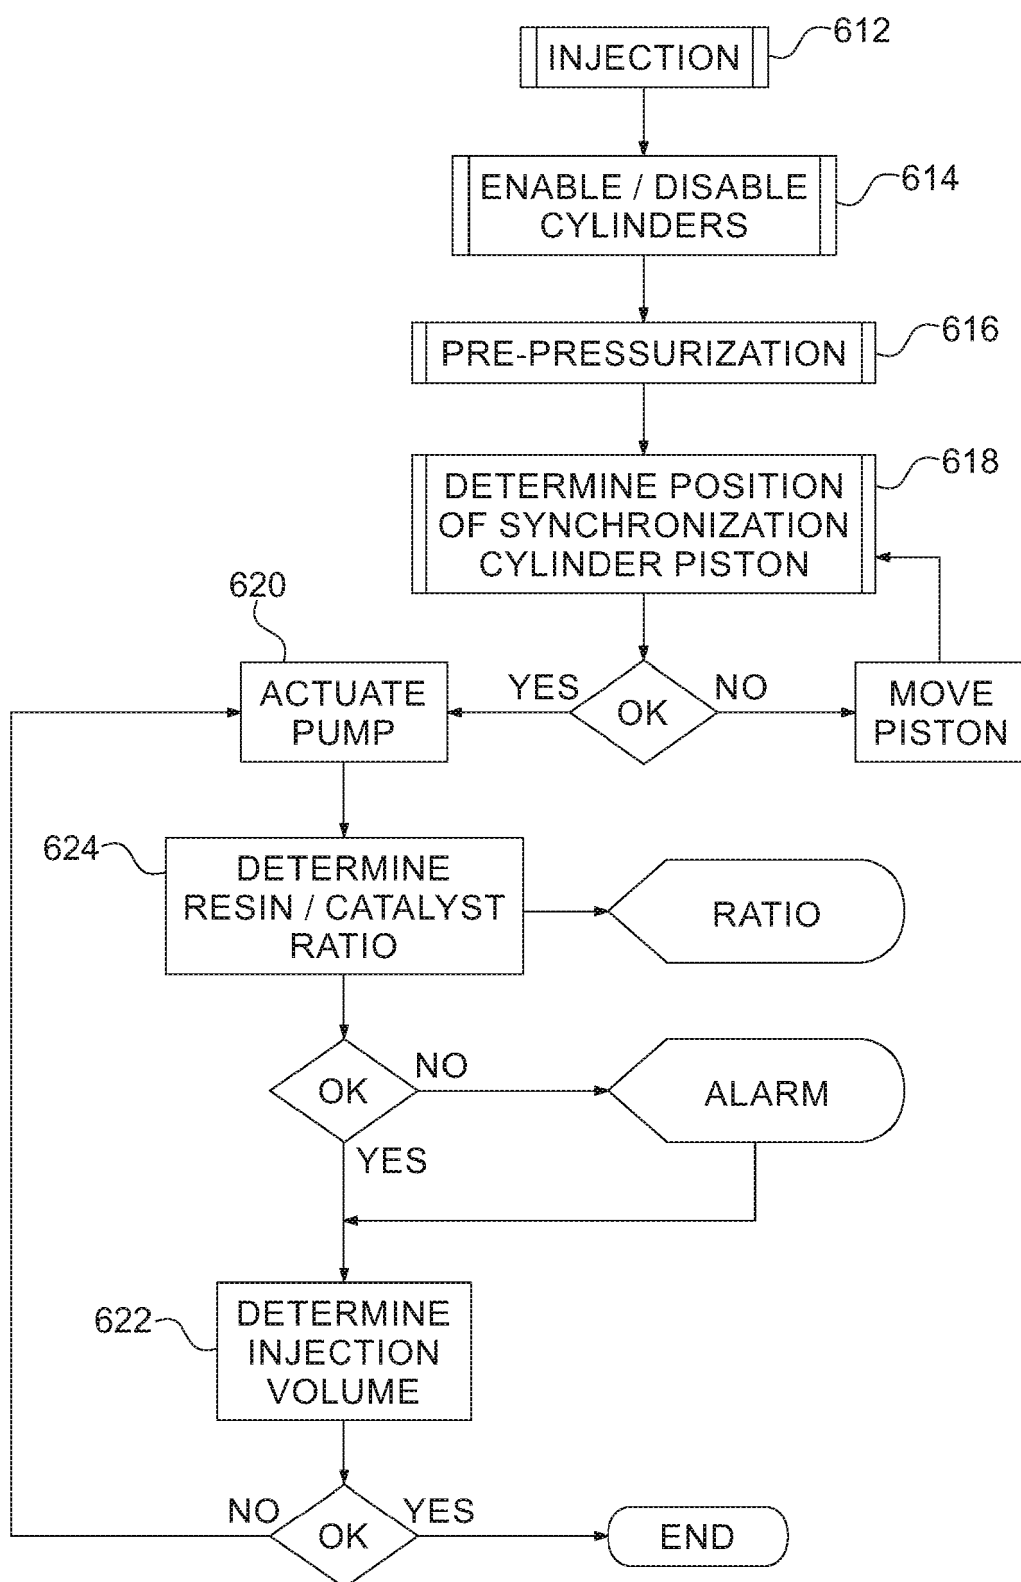 INJECTION
612
ENABLE / DISABLE
CYLINDERS
614
PRE-PRESSURIZATION
616
DETERMINE POSITION
OF SYNCHRONIZATION
CYLINDER PISTON
618
620
ACTUATE
PUMP
YES
OK
NO
MOVE
PISTON
624
DETERMINE
RESIN / CATALYST
RATIO
RATIO
OK
NO
YES
ALARM
622
DETERMINE
INJECTION
VOLUME
NO
OK
YES
END